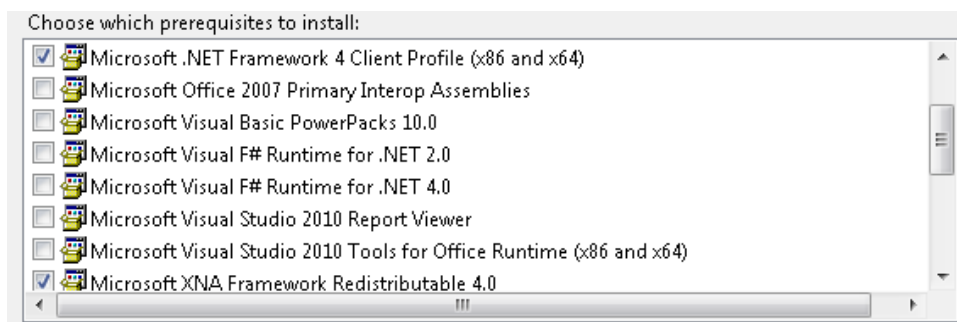 Choose which prerequisites to install:
Microsoft .NET Framework 4 Client Profile (x86 and x64)
Microsoft Office 2007 Primary Interop Assemblies
Microsoft Visual Basic PowerPacks 10.0
Microsoft Visual F# Runtime for .NET 2.0
Microsoft Visual F# Runtime for .NET 4.0
Microsoft Visual Studio 2010 Report Viewer
Microsoft Visual Studio 2010 Tools for Office Runtime (x86 and x64)
Microsoft XNA Framework Redistributable 4.0